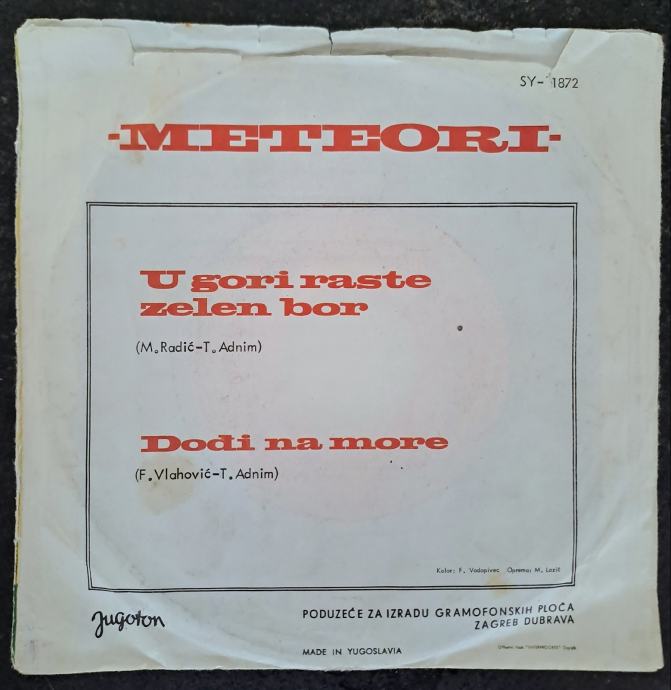 SY- 1872
-METEORI-
U gori raste
zelen bor
(M. Radić-T. Adnim)
Dođi na more
(F. Vlahović-T. Adnim)
Kolor: F. Vodopivec Oprema: M. Lazić
Jugoton
PODUZEĆE ZA IZRADU GRAMOFONSKIH PLOČA
ZAGREB DUBRAVA
MADE IN YUGOSLAVIA